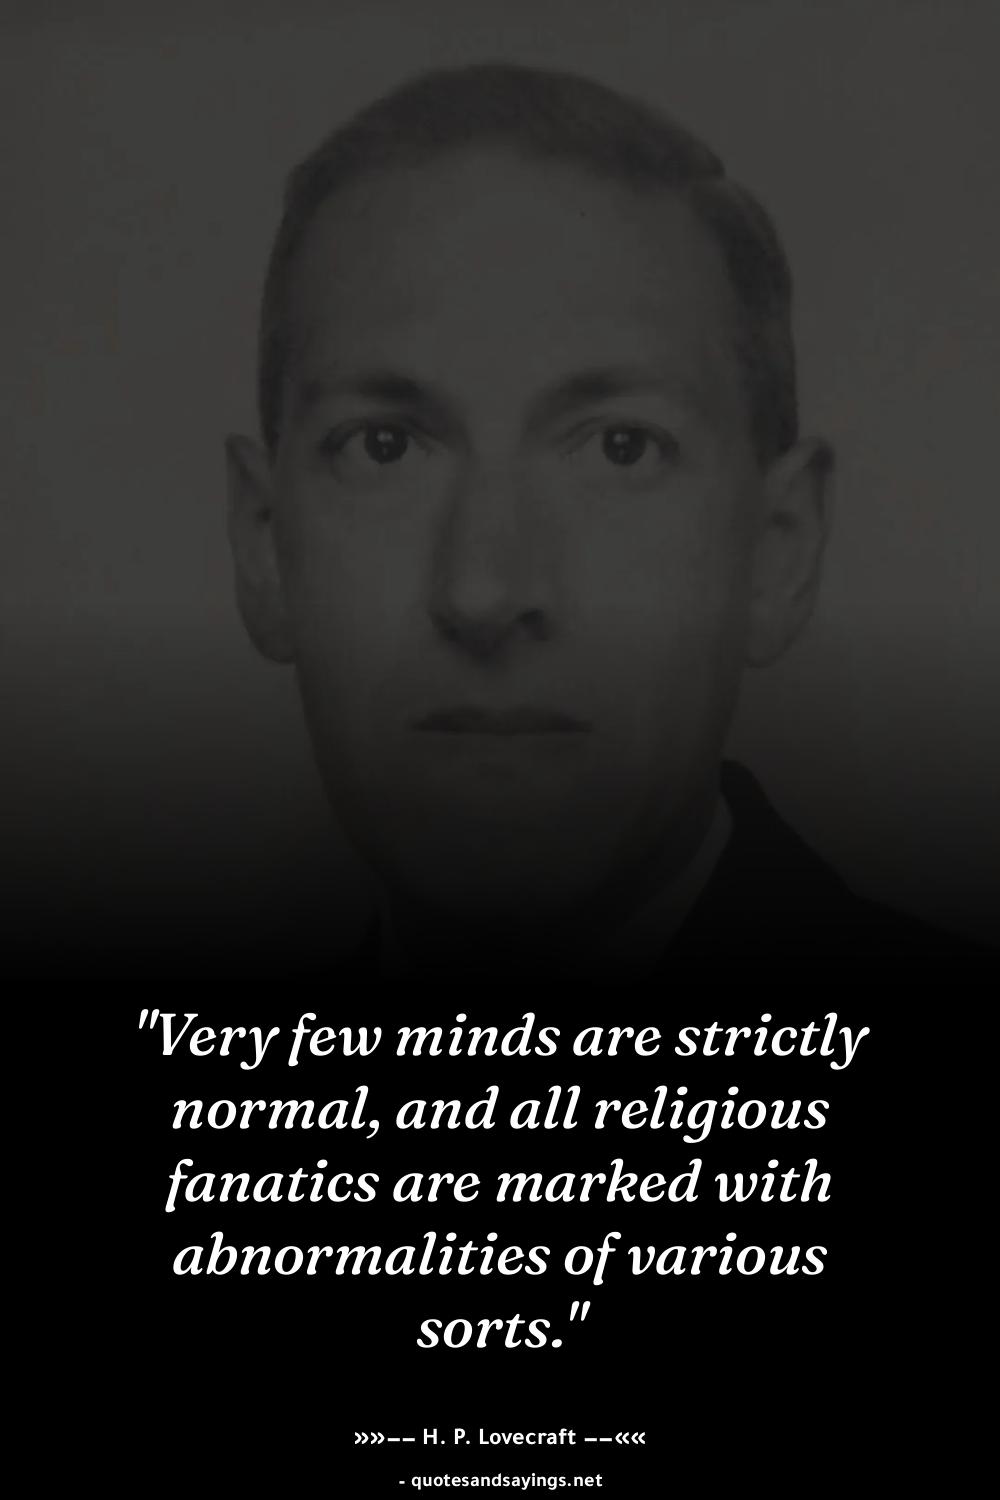 "Very few minds are strictly
normal, and all religious
fanatics are marked with
abnormalities of various
sorts."
»»−− H. P. Lovecraft −−««
- quotesandsayings.net